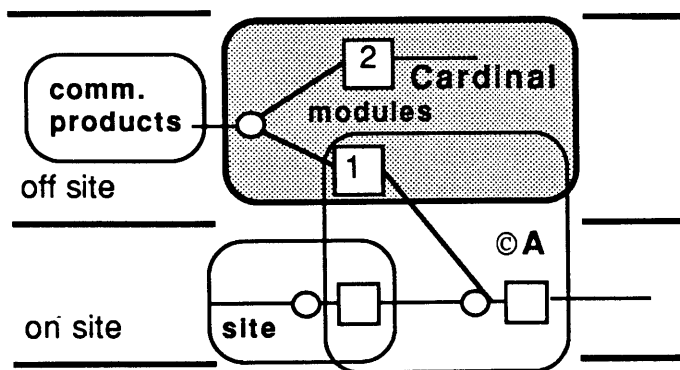 2
Cardinal
comm.
modules
products
1
off site
©A
on site
site